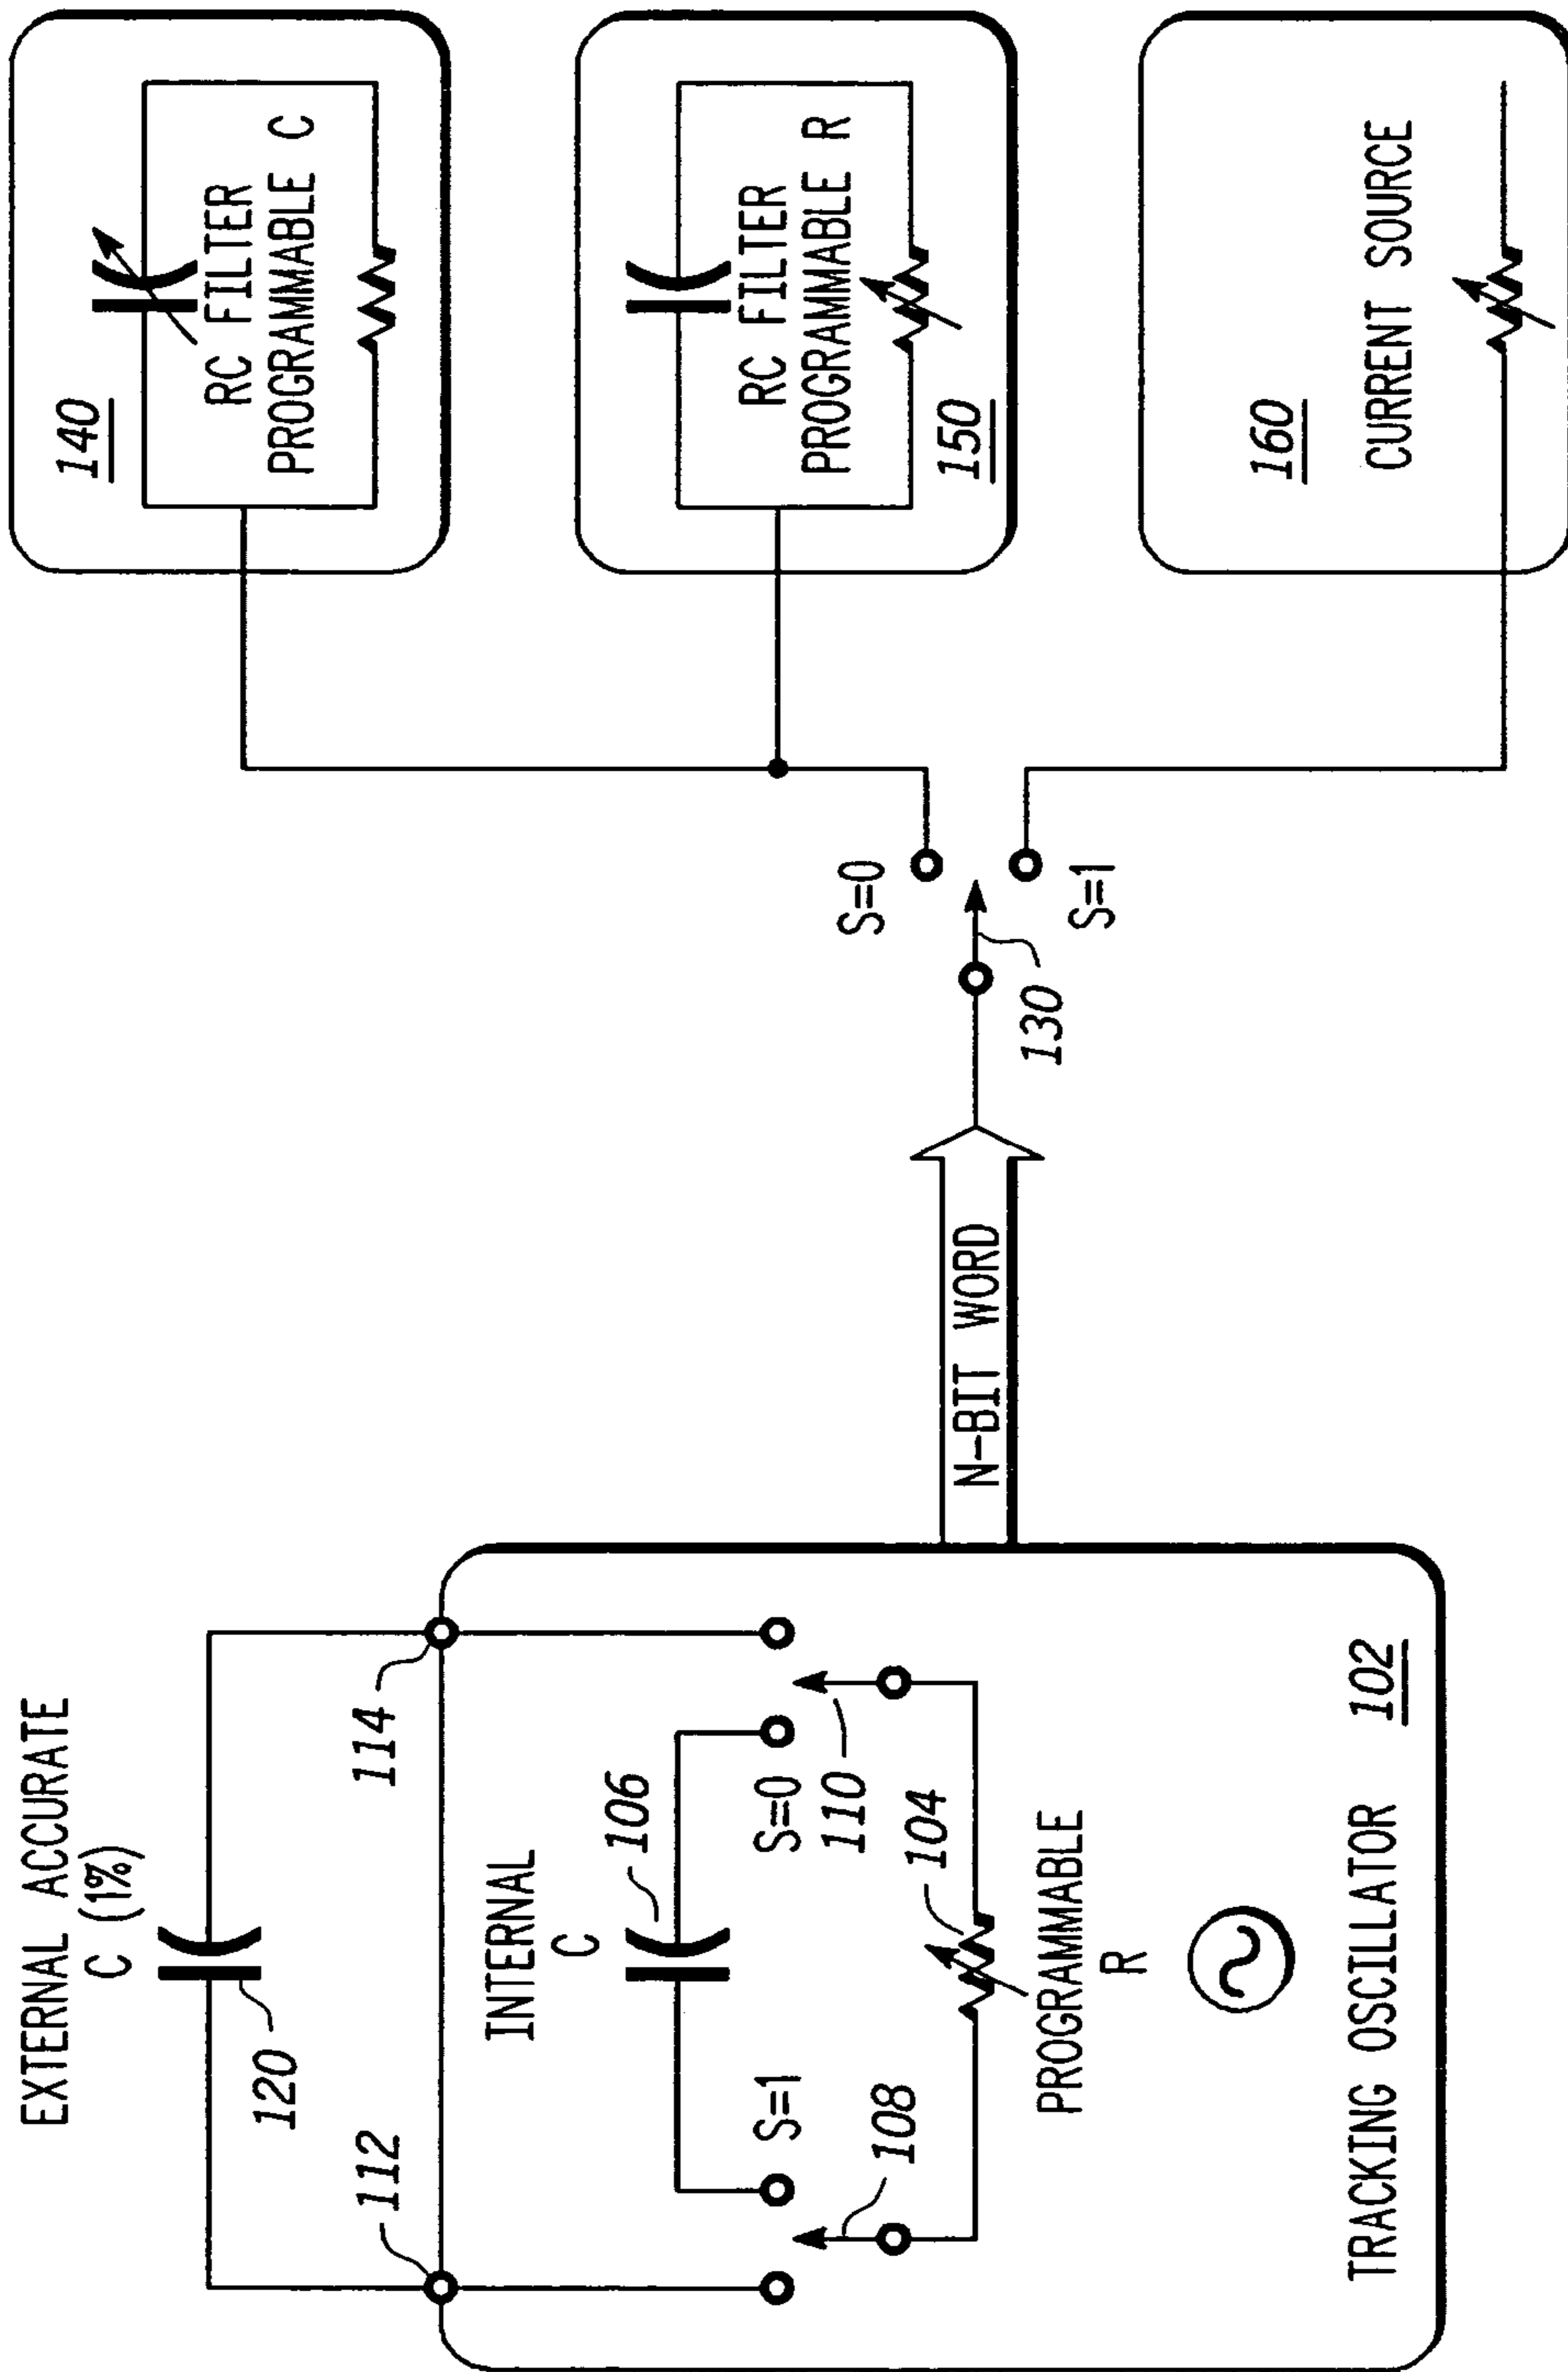 EXTERNAL ACCURATE
C (1%)
120
112
114
INTERNAL
C
106
S=1
S=0
108
110
104
PROGRAMMABLE
R
TRACKING OSCILLATOR
102
N-BIT WORD
130
S=0
S=1
140
RC FILTER
PROGRAMMABLE C
RC FILTER
PROGRAMMABLE R
150
160
CURRENT SOURCE